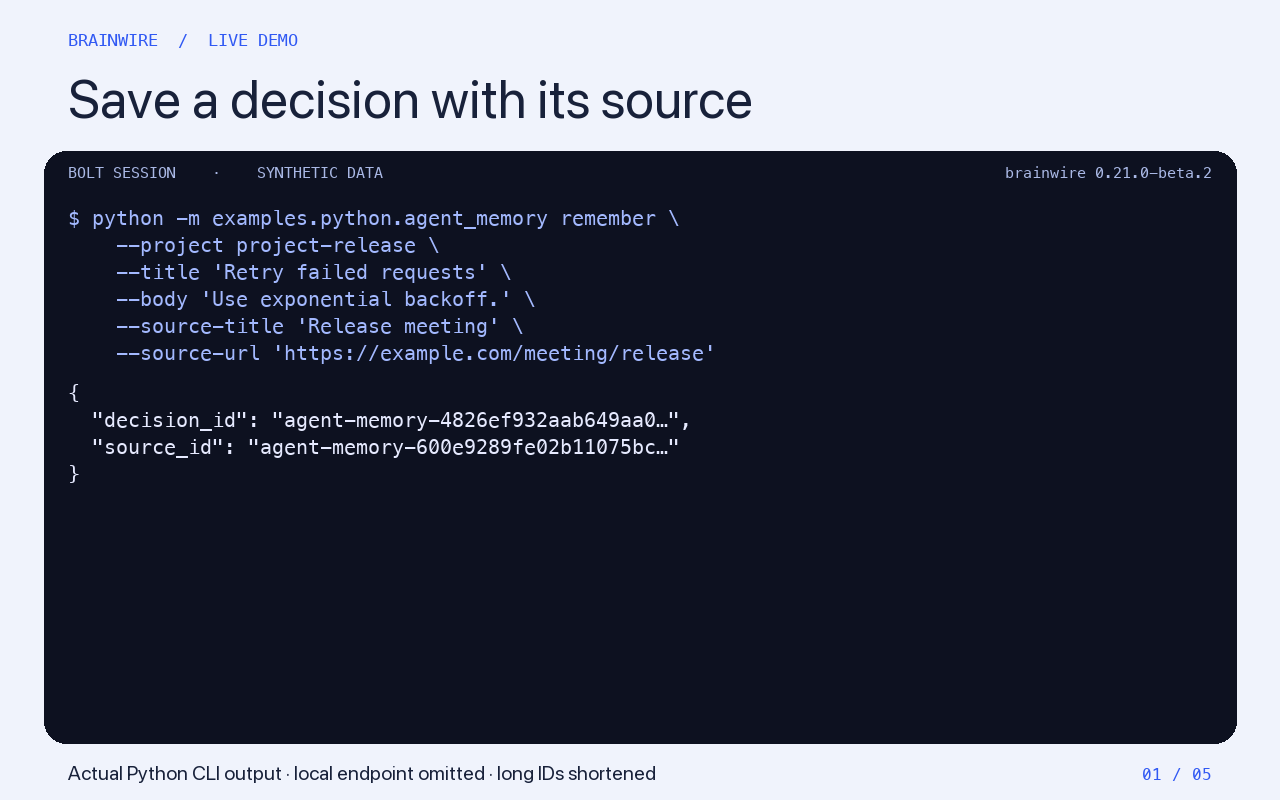 BRAINWIRE / LIVE DEMO
Save a decision with its source
BOLT SESSION · SYNTHETIC DATA
brainwire 0.21.0-beta.2
$ python -m examples.python.agent_memory remember \
    --project project-release \
    --title 'Retry failed requests' \
    --body 'Use exponential backoff.' \
    --source-title 'Release meeting' \
    --source-url 'https://example.com/meeting/release'
{
  "decision_id": "agent-memory-4826ef932aab649aa0…",
  "source_id": "agent-memory-600e9289fe02b11075bc…"
}
Actual Python CLI output · local endpoint omitted · long IDs shortened
01 / 05